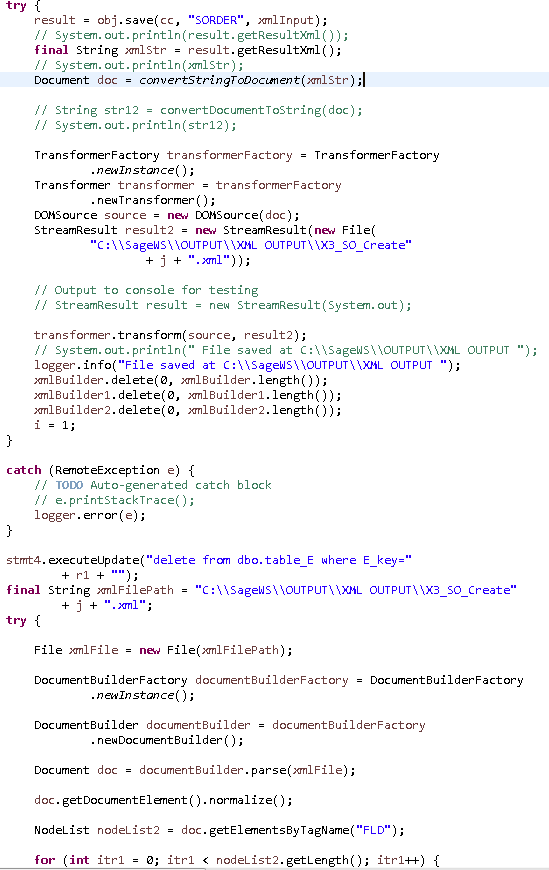 try {
result = obj.save(cc, "SORDER", xmlInput);
// System.out.println(result.getResultXml());
final String xmlStr = result.getResultXml();
// System.out.println(xmlStr);
Document doc = convertStringToDocument(xmlStr);
// String str12 = convertDocumentToString(doc);
// System.out.println(str12);
TransformerFactory transformerFactory = TransformerFactory
.newInstance();
Transformer transformer = transformerFactory
.newTransformer();
DOMSource source = new DOMSource(doc);
StreamResult result2 = new StreamResult(new File(
"C:\\SageWS\\OUTPUT\\XML OUTPUT\\X3_SO_Create"
+ j + ".xml"));
// Output to console for testing
// StreamResult result = new StreamResult(System.out);
transformer.transform(source, result2);
// System.out.println(" File saved at C:\\SageWS\\OUTPUT\\XML OUTPUT ");
logger.info("File saved at C:\\SageWS\\OUTPUT\\XML OUTPUT ");
xmlBuilder.delete(0, xmlBuilder.length());
xmlBuilder1.delete(0, xmlBuilder1.length());
xmlBuilder2.delete(0, xmlBuilder2.length());
i = 1;
}
catch (RemoteException e) {
// TODO Auto-generated catch block
// e.printStackTrace();
logger.error(e);
}
stmt4.executeUpdate("delete from dbo.table_E where E_key="
+ r1 + "");
final String xmlFilePath = "C:\\SageWS\\OUTPUT\\XML OUTPUT\\X3_SO_Create"
+ j + ".xml";
try {
File xmlFile = new File(xmlFilePath);
DocumentBuilderFactory documentBuilderFactory = DocumentBuilderFactory
.newInstance();
DocumentBuilder documentBuilder = documentBuilderFactory
.newDocumentBuilder();
Document doc = documentBuilder.parse(xmlFile);
doc.getDocumentElement().normalize();
NodeList nodeList2 = doc.getElementsByTagName("FLD");
for (int itr1 = 0; itr1 < nodeList2.getLength(); itr1++) {